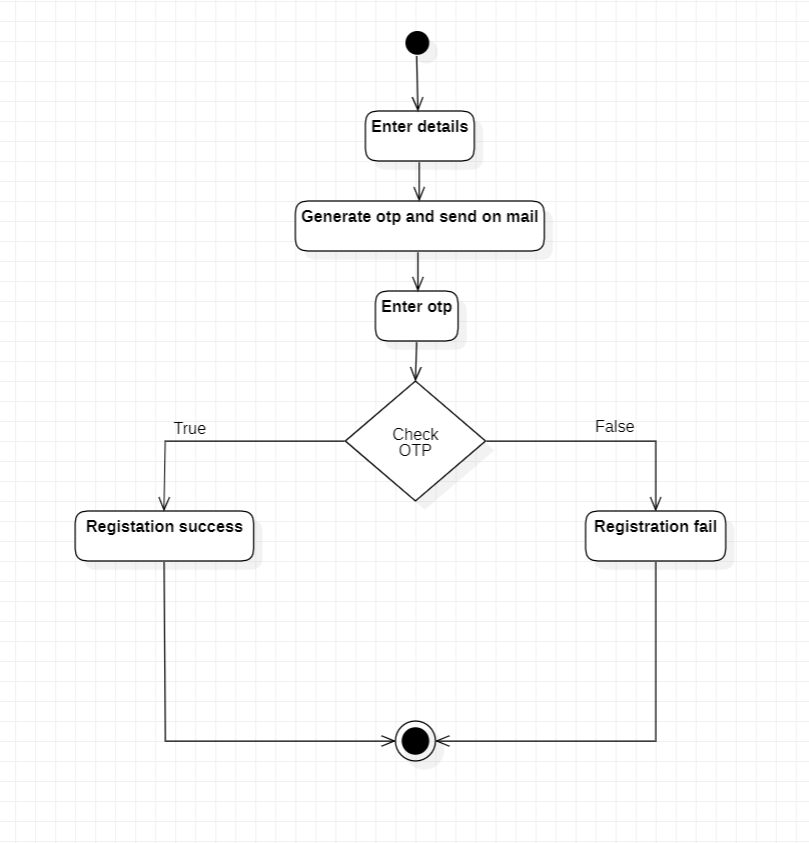 Enter details
Generate otp and send on mail
Enter otp
Check
OTP
True
False
Registation success
Registration fail